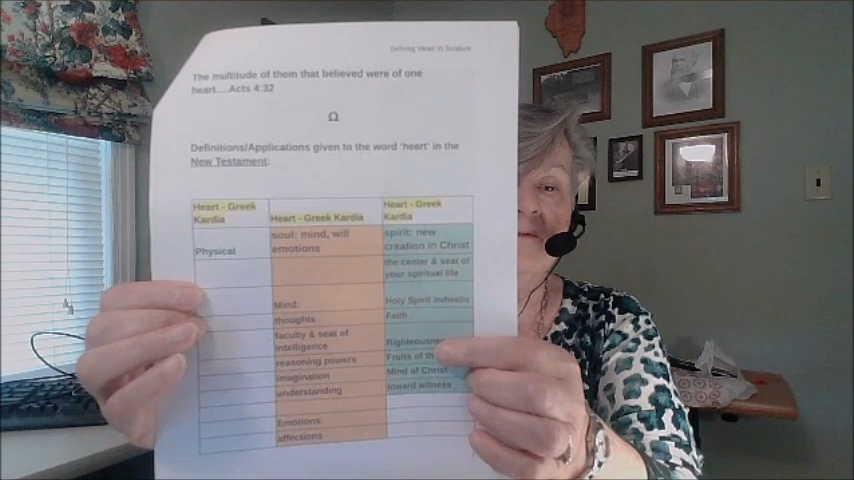 Defining Heart in Scripture
The multitude of them that believed were of one
heart....Acts 4:32
Ω
Definitions/Applications given to the word 'heart' in the
New Testament:
Heart - Greek
Kardia
Heart - Greek Kardia
Heart - Greek
Kardia
Physical
soul: mind, will
emotions
spirit: new
creation in Christ
the center & seat of
your spiritual life
Mind:
Holy Spirit indwells
thoughts
Faith
faculty & seat of
intelligence
Righteousnes
reasoning powers
Fruits of th
imagination
Mind of Christ
understanding
inward witness
Emotions:
affections